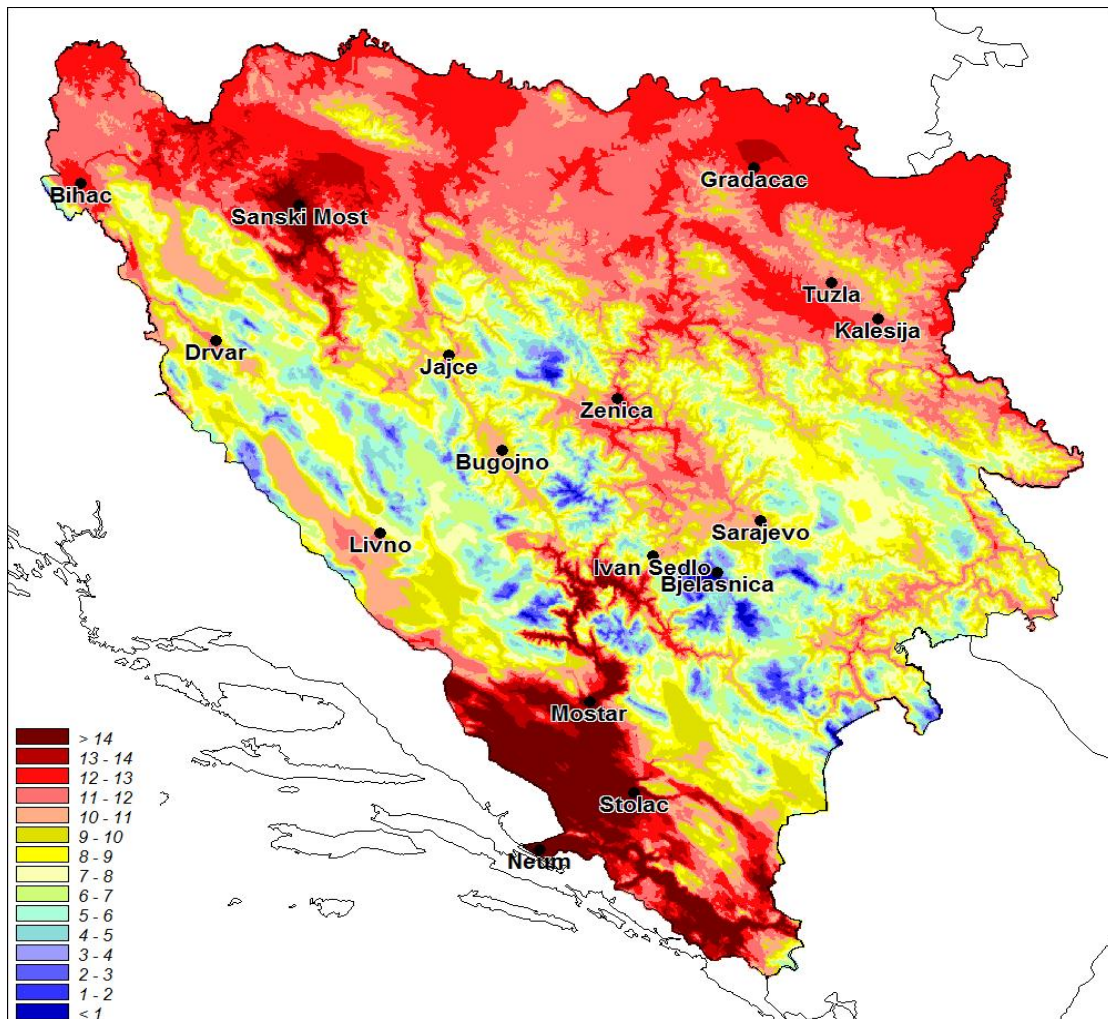 Gradacac
Bihac
Sanski Most
Tuzla
Kalesija
Drvar
Jajce
Zenica
Bugojno
Sarajevo
Livno
Ivan Sedlo
Bjelasnica
Mostar
Stolac
Neum
> 14
13 - 14
12 - 13
11 - 12
10 - 11
9 - 10
8 - 9
7 - 8
6 - 7
5 - 6
4 - 5
3 - 4
2 - 3
1 - 2
< 1